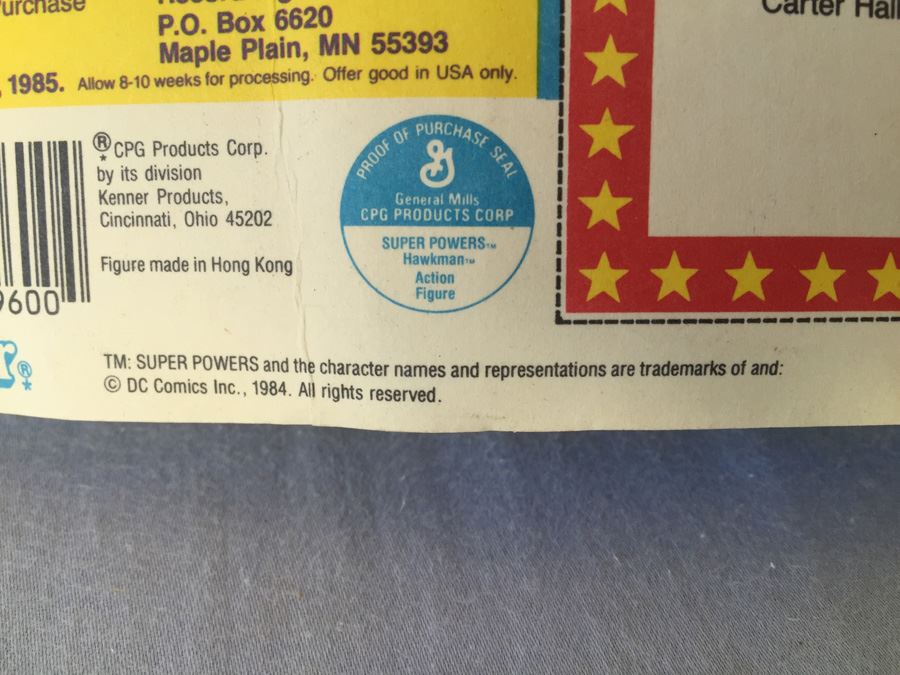 urchase
P.O. Box 6620
Maple Plain, MN 55393
, 1985. Allow 8-10 weeks for processing. Offer good in USA only.
Carter Hall
® CPG Products Corp.
* by its division
Kenner Products,
Cincinnati, Ohio 45202
Figure made in Hong Kong
9600
PROOF OF PURCHASE SEAL
G
General Mills
CPG PRODUCTS CORP
SUPER POWERS™
Hawkman™
Action
Figure
r®*
TM: SUPER POWERS and the character names and representations are trademarks of and:
© DC Comics Inc., 1984. All rights reserved.